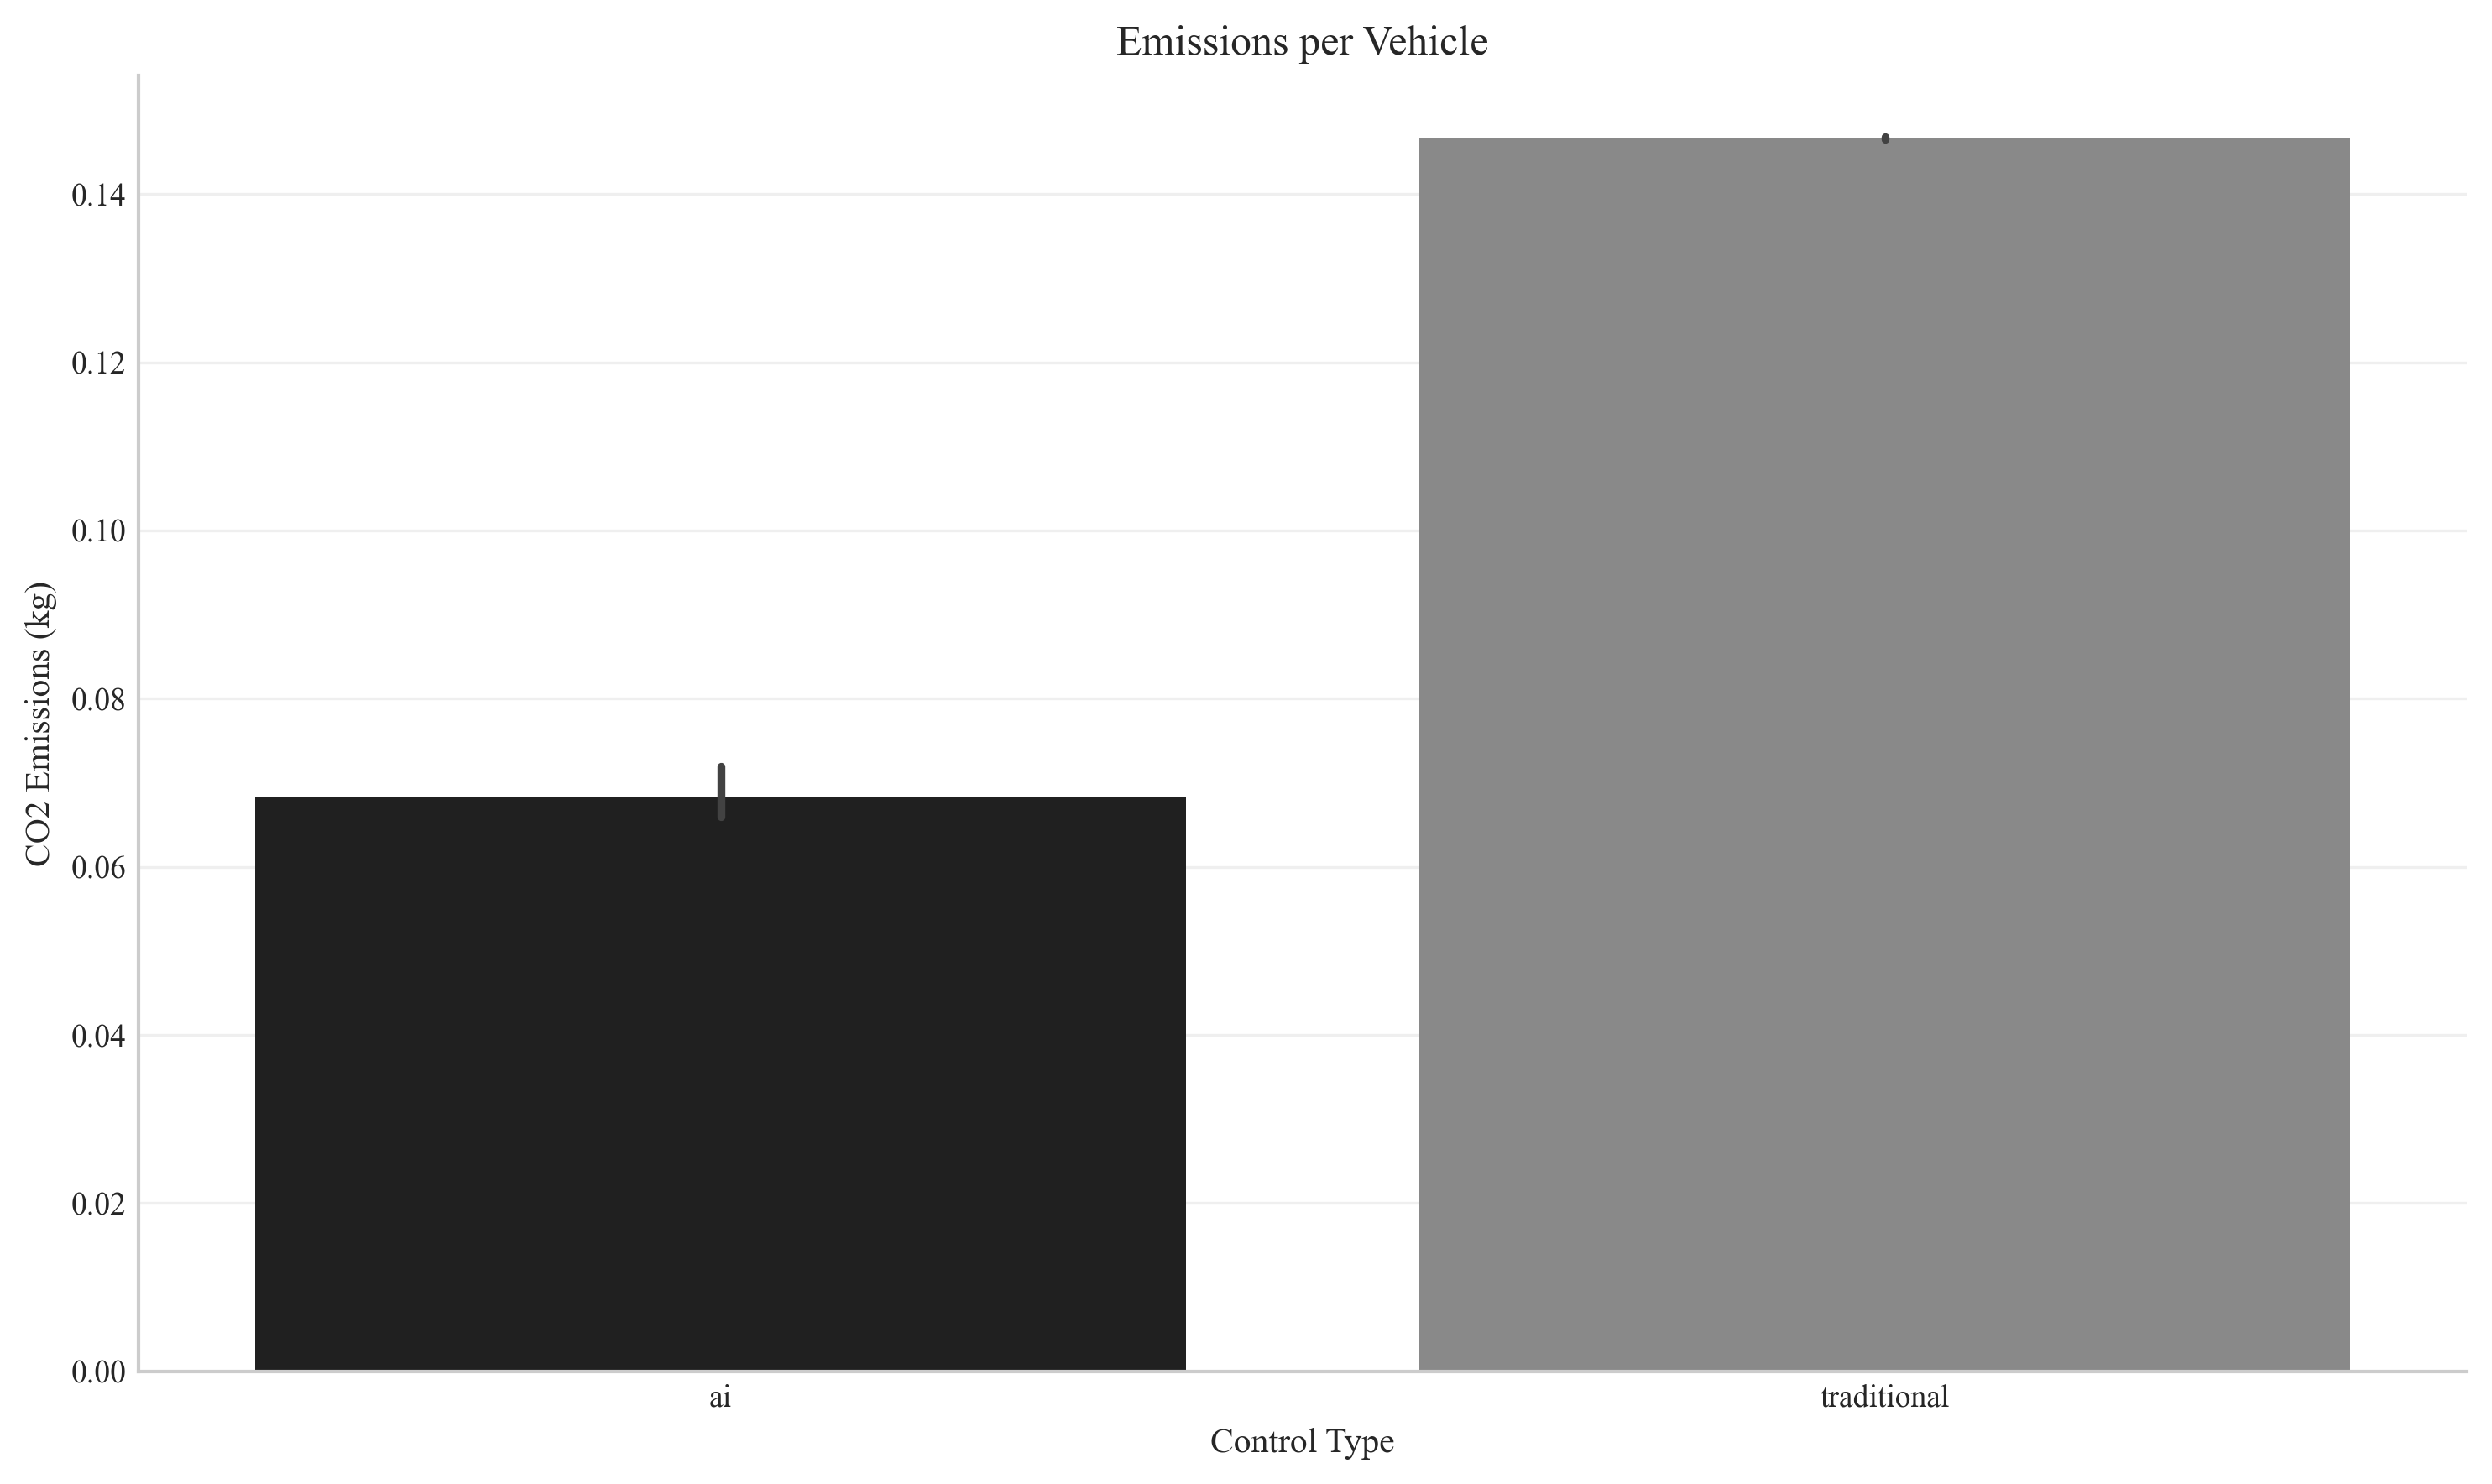 Emissions per Vehicle
CO2 Emissions (kg)
0.14
0.12
0.10
0.08
0.06
0.04
0.02
0.00
ai
traditional
Control Type